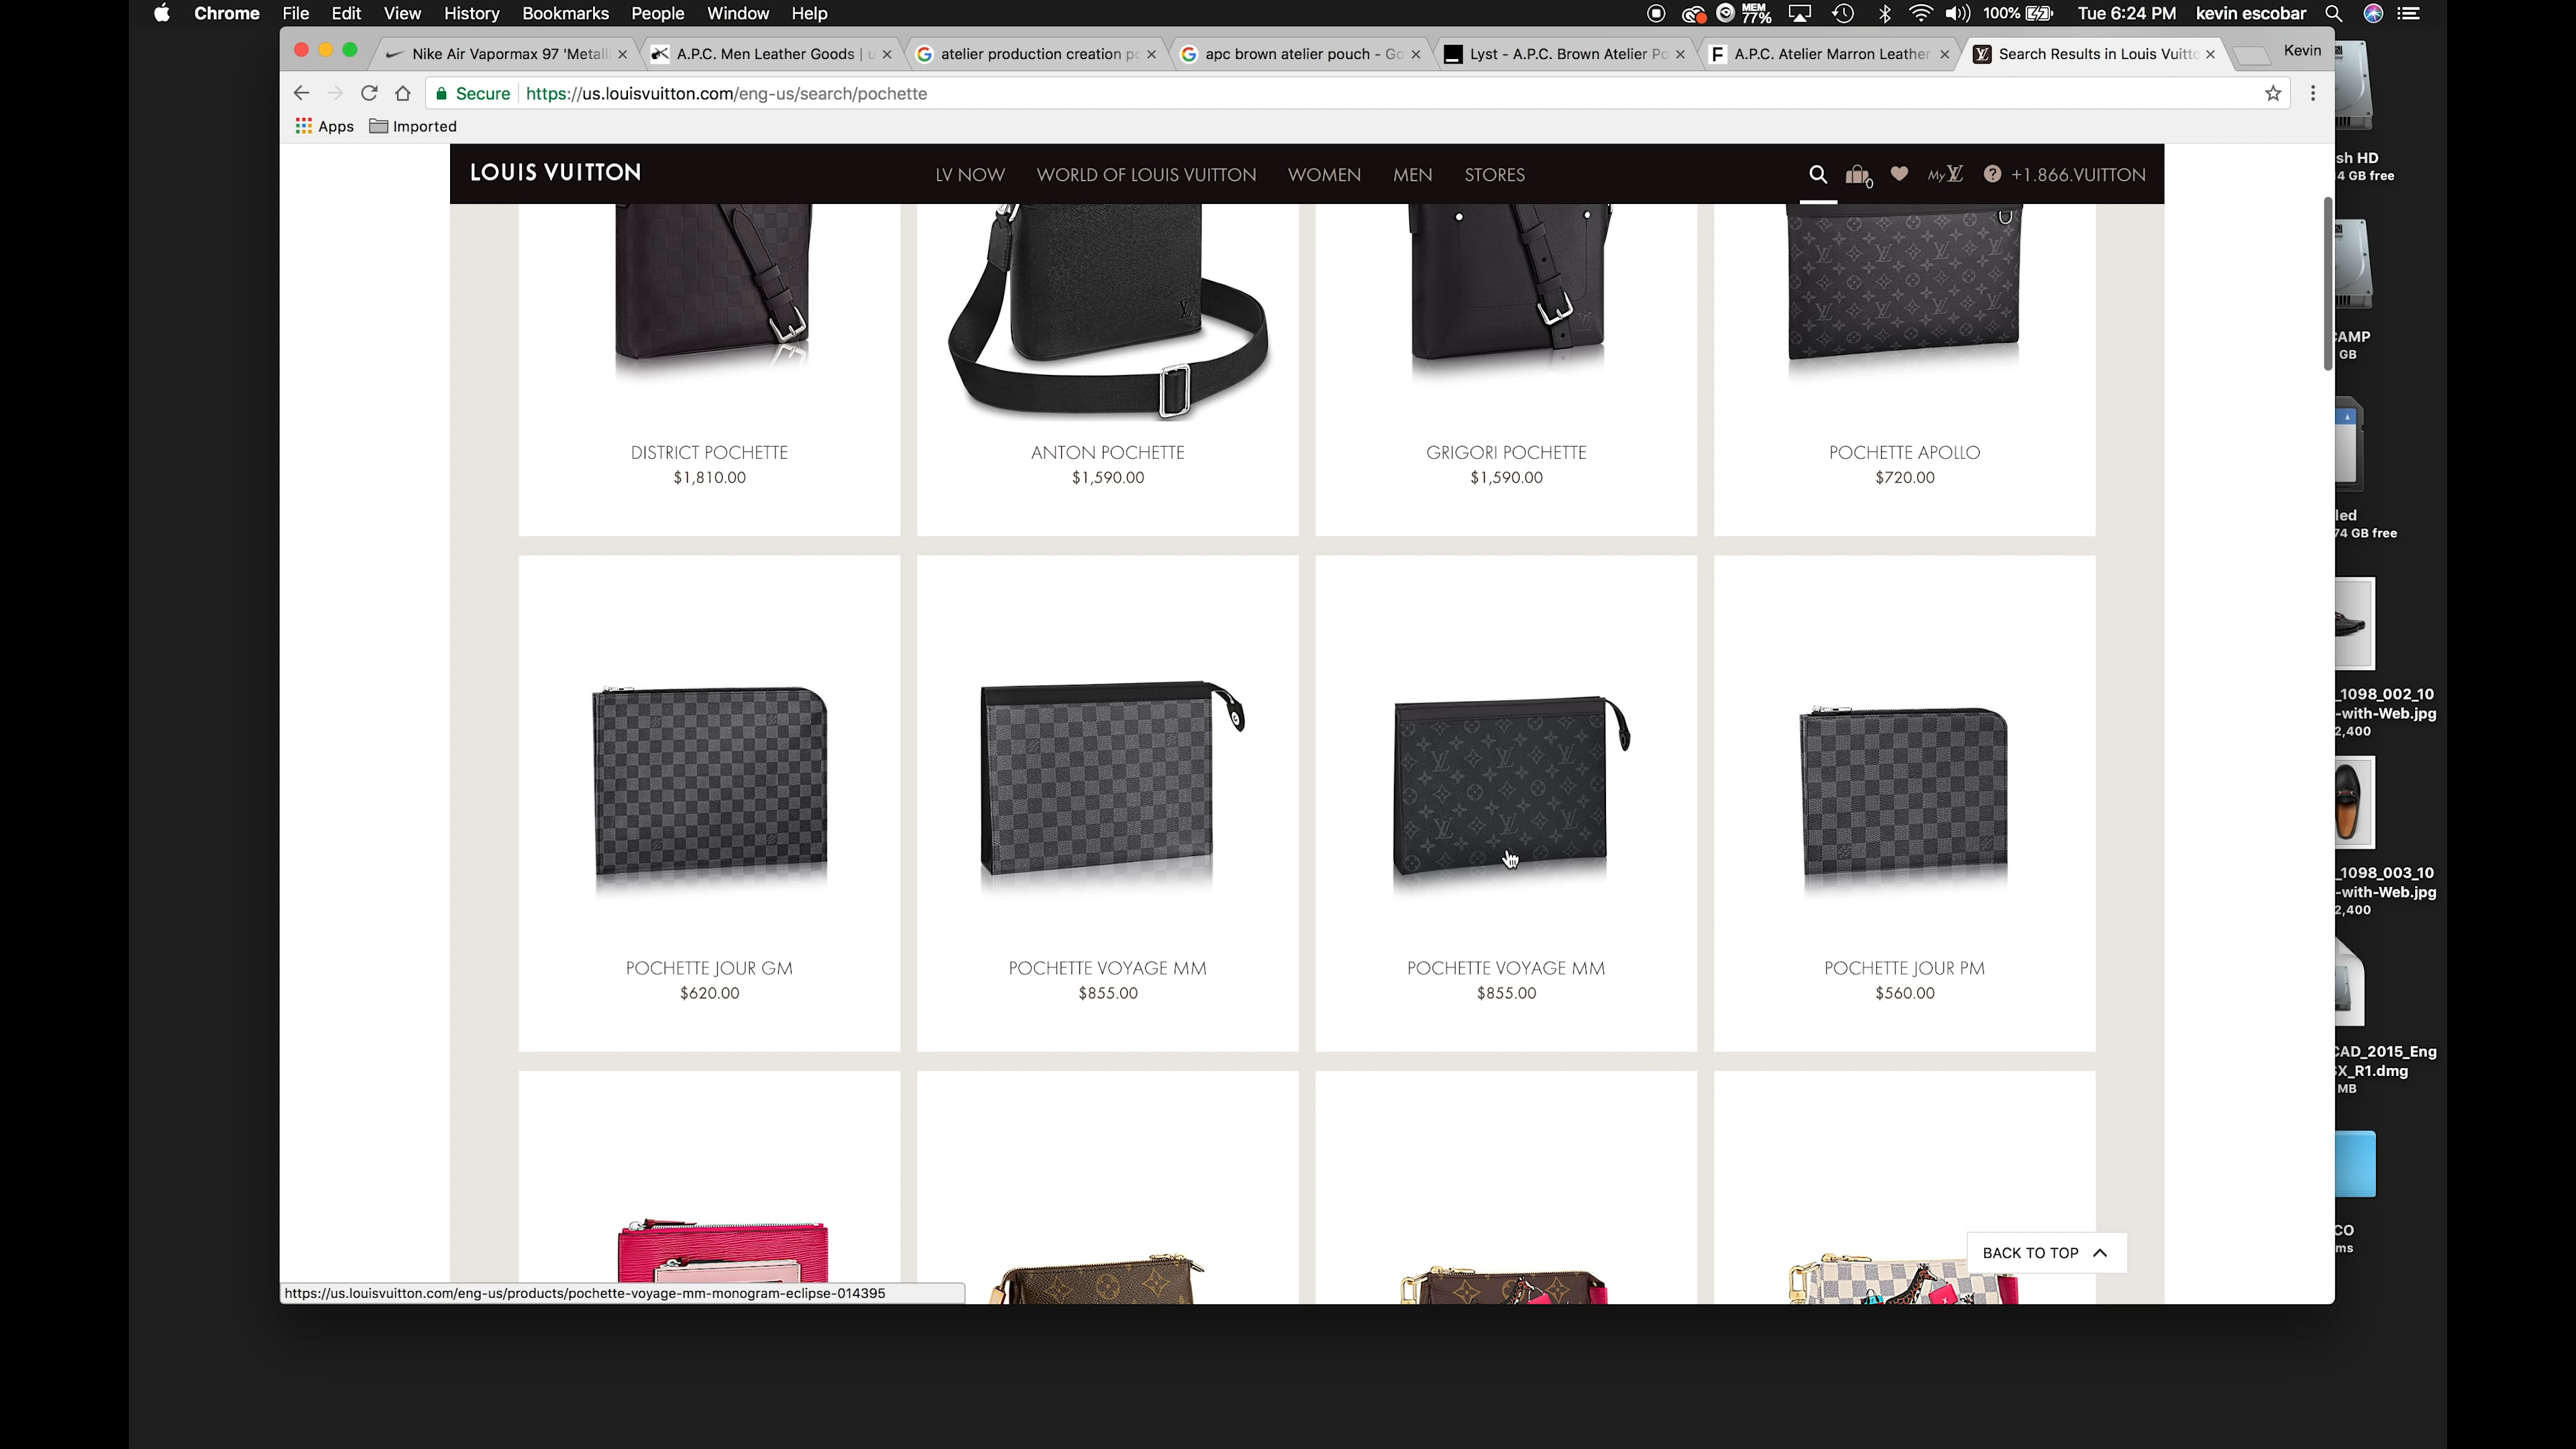 Chrome File Edit View History Bookmarks People Window Help MEM 77% 100% Tue 6:24 PM kevin escobar
Nike Air Vapormax 97 'Metalli A.P.C. Men Leather Goods | u atelier production creation po apc brown atelier pouch - Go Lyst - A.P.C. Brown Atelier Po A.P.C. Atelier Marron Leather Search Results in Louis Vuitto Kevin
Secure https://us.louisvuitton.com/eng-us/search/pochette
Apps Imported
LOUIS VUITTON LV NOW WORLD OF LOUIS VUITTON WOMEN MEN STORES 0 My LV ? +1.866.VUITTON
DISTRICT POCHETTE ANTON POCHETTE GRIGORI POCHETTE POCHETTE APOLLO
$1,810.00 $1,590.00 $1,590.00 $720.00
POCHETTE JOUR GM POCHETTE VOYAGE MM POCHETTE VOYAGE MM POCHETTE JOUR PM
$620.00 $855.00 $855.00 $560.00
BACK TO TOP
https://us.louisvuitton.com/eng-us/products/pochette-voyage-mm-monogram-eclipse-014395
sh HD
4 GB free
CAMP
GB
led
74 GB free
_1098_002_10
-with-Web.jpg
2,400
_1098_003_10
-with-Web.jpg
2,400
CAD_2015_Eng
SX_R1.dmg
MB
CO
ms